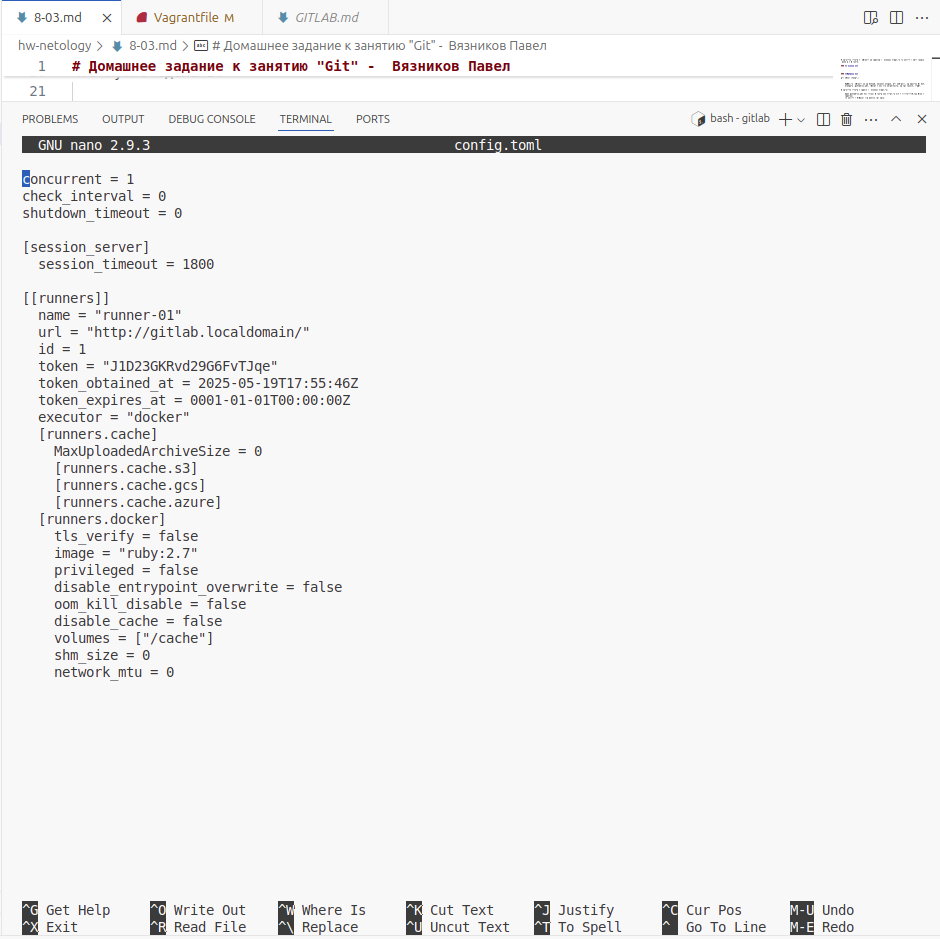 8-03.md Vagrantfile M GITLAB.md
hw-netology 8-03.md # Домашнее задание к занятию "Git" - Вязников Павел
1 # Домашнее задание к занятию "Git" - Вязников Павел
21
PROBLEMS OUTPUT DEBUG CONSOLE TERMINAL PORTS bash - gitlab
GNU nano 2.9.3 config.toml
concurrent = 1
check_interval = 0
shutdown_timeout = 0
[session_server]
session_timeout = 1800
[[runners]]
name = "runner-01"
url = "http://gitlab.localdomain/"
id = 1
token = "J1D23GKRvd29G6FvTJqe"
token_obtained_at = 2025-05-19T17:55:46Z
token_expires_at = 0001-01-01T00:00:00Z
executor = "docker"
[runners.cache]
MaxUploadedArchiveSize = 0
[runners.cache.s3]
[runners.cache.gcs]
[runners.cache.azure]
[runners.docker]
tls_verify = false
image = "ruby:2.7"
privileged = false
disable_entrypoint_overwrite = false
oom_kill_disable = false
disable_cache = false
volumes = ["/cache"]
shm_size = 0
network_mtu = 0
^G Get Help ^O Write Out ^W Where Is ^K Cut Text ^J Justify ^C Cur Pos M-U Undo
^X Exit ^R Read File ^\ Replace ^U Uncut Text ^T To Spell ^_ Go To Line M-E Redo